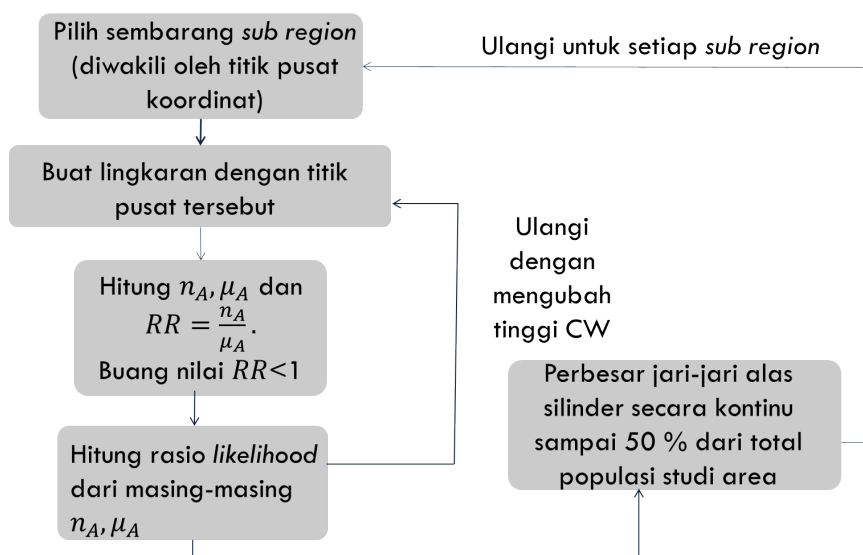 Pilih sembarang sub region
(diwakili oleh titik pusat
koordinat)
Ulangi untuk setiap sub region
Buat lingkaran dengan titik
pusat tersebut
Ulangi
dengan
mengubah
tinggi CW
Hitung n_A, μ_A dan
RR = n_A/μ_A.
Buang nilai RR<1
Perbesar jari-jari alas
silinder secara kontinu
sampai 50 % dari total
populasi studi area
Hitung rasio likelihood
dari masing-masing
n_A, μ_A